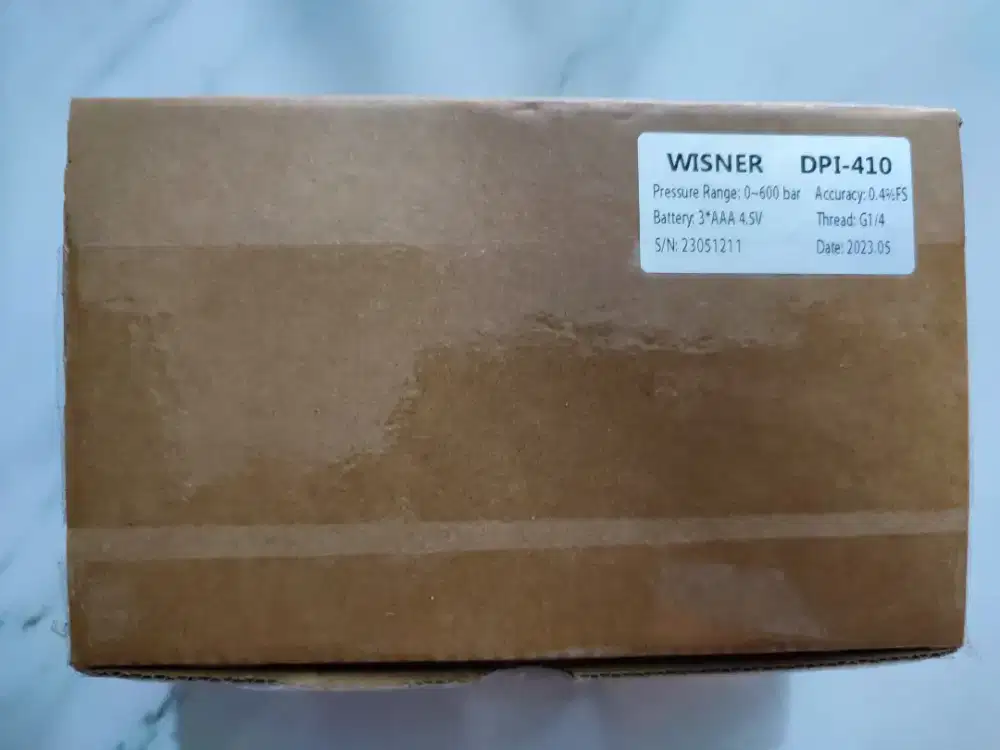 WISNER DPI-410
Pressure Range: 0~600 bar Accuracy: 0.4%FS
Battery: 3*AAA 4.5V Thread: G1/4
S/N: 23051211 Date: 2023.05